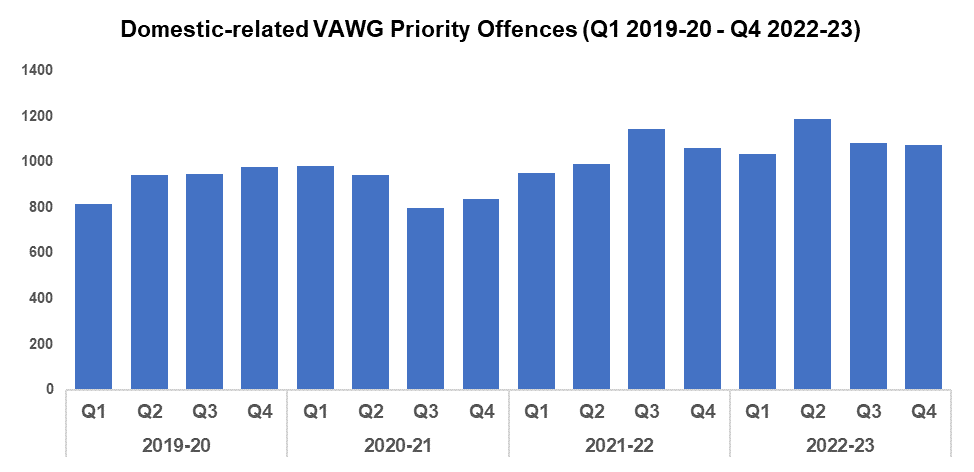 Domestic-related VAWG Priority Offences (Q1 2019-20 - Q4 2022-23)
1400
1200
1000
800
600
400
200
0
Q1 Q2 Q3 Q4 Q1 Q2 Q3 Q4 Q1 Q2 Q3 Q4 Q1 Q2 Q3 Q4
2019-20 2020-21 2021-22 2022-23